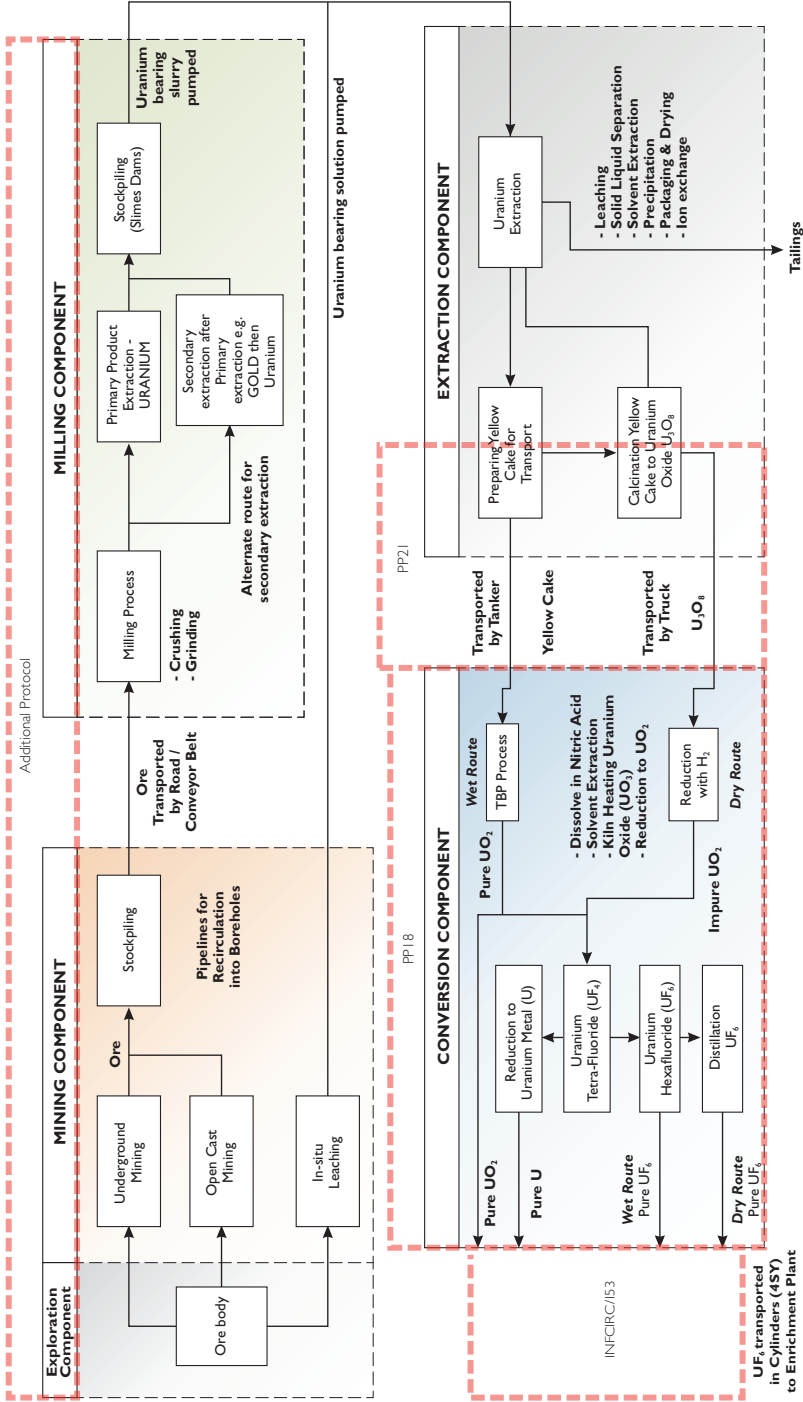 Additional Protocol
Exploration
Component
Ore body
MINING COMPONENT
Underground
Mining
Open Cast
Mining
In-situ
Leaching
Ore
Stockpiling
Pipelines for
Recirculation
into Boreholes
Ore
Transported
by Road /
Conveyor Belt
MILLING COMPONENT
Milling Process
- Crushing
- Grinding
Primary Product
Extraction -
URANIUM
Secondary
extraction after
Primary
extraction e.g.
GOLD then
Uranium
Alternate route for
secondary extraction
Stockpiling
(Slimes Dams)
Uranium
bearing
slurry
pumped
Uranium bearing solution pumped
EXTRACTION COMPONENT
Uranium
Extraction
- Leaching
- Solid Liquid Separation
- Solvent Extraction
- Precipitation
- Packaging & Drying
- Ion exchange
Tailings
Preparing Yellow
Cake for
Transport
Calcination Yellow
Cake to Uranium
Oxide U₃O₈
PP21
Transported
by Tanker
Yellow Cake
Transported
by Truck
U₃O₈
PP18
CONVERSION COMPONENT
Wet Route
TBP Process
Pure UO₂
- Dissolve in Nitric Acid
- Solvent Extraction
- Kiln Heating Uranium
Oxide (UO₃)
- Reduction to UO₂
Reduction
with H₂
Dry Route
Impure UO₂
Reduction to
Uranium Metal (U)
Uranium
Tetra-Fluoride (UF₄)
Uranium
Hexafluoride (UF₆)
Distillation
UF₆
Pure UO₂
Pure U
Wet Route
Pure UF₆
Dry Route
Pure UF₆
INFCIRC/153
UF₆ transported
in Cylinders (4SY)
to Enrichment Plant